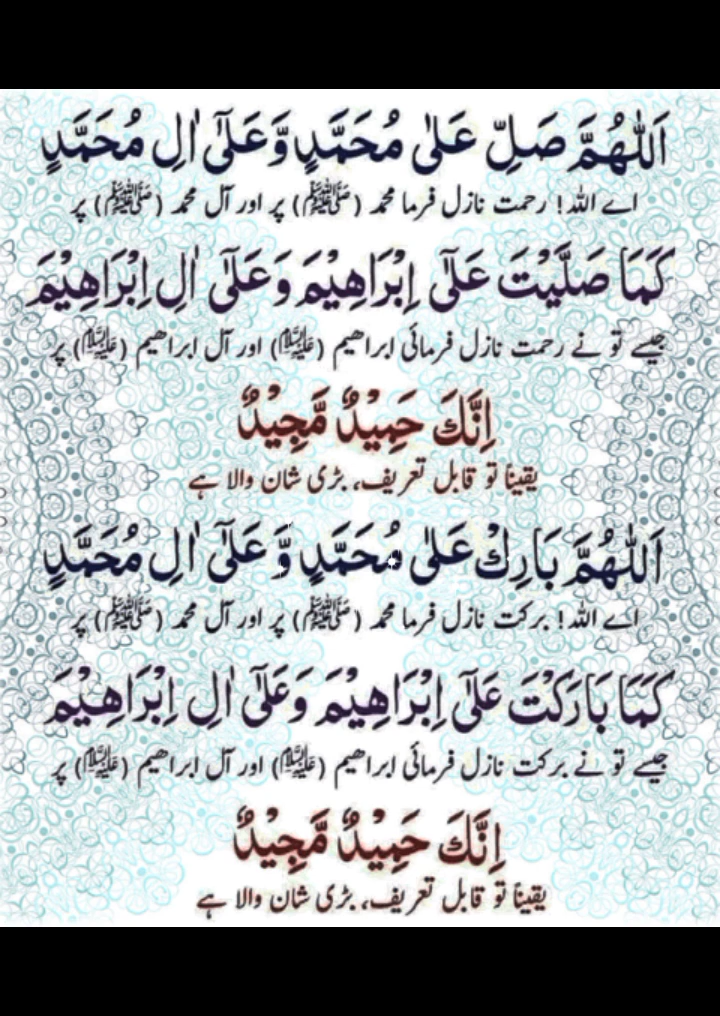 اَللّٰهُمَّ صَلِّ عَلٰى مُحَمَّدٍ وَّعَلٰٓى اٰلِ مُحَمَّدٍ
اے اللہ! رحمت نازل فرما محمد (ﷺ) پر اور آل محمد (ﷺ) پر
كَمَا صَلَّيْتَ عَلٰٓى اِبْرَاهِيْمَ وَعَلٰٓى اٰلِ اِبْرَاهِيْمَ
جیسے تو نے رحمت نازل فرمائی ابراھیم (علیہ السلام) اور آل ابراھیم (علیہ السلام) پر
اِنَّكَ حَمِيْدٌ مَّجِيْدٌ
یقیناً تو قابل تعریف، بڑی شان والا ہے
اَللّٰهُمَّ بَارِكْ عَلٰى مُحَمَّدٍ وَّعَلٰٓى اٰلِ مُحَمَّدٍ
اے اللہ! برکت نازل فرما محمد (ﷺ) پر اور آل محمد (ﷺ) پر
كَمَا بَارَكْتَ عَلٰٓى اِبْرَاهِيْمَ وَعَلٰٓى اٰلِ اِبْرَاهِيْمَ
جیسے تو نے برکت نازل فرمائی ابراھیم (علیہ السلام) اور آل ابراھیم (علیہ السلام) پر
اِنَّكَ حَمِيْدٌ مَّجِيْدٌ
یقیناً تو قابل تعریف، بڑی شان والا ہے